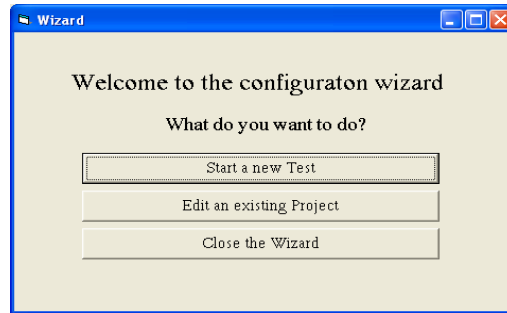 Wizard
Welcome to the configuraton wizard
What do you want to do?
Start a new Test
Edit an existing Project
Close the Wizard